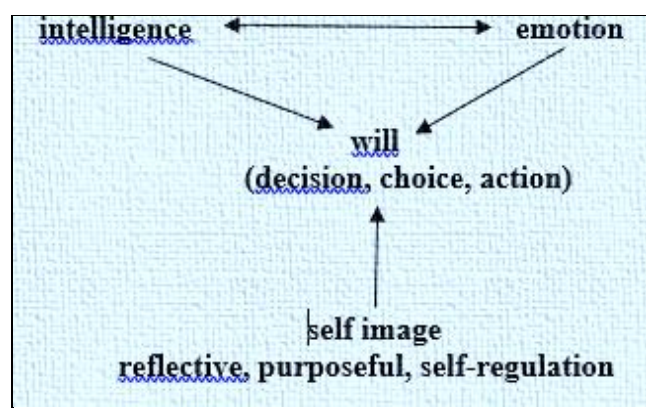 intelligence emotion
will
(decision, choice, action)
self image
reflective, purposeful, self-regulation